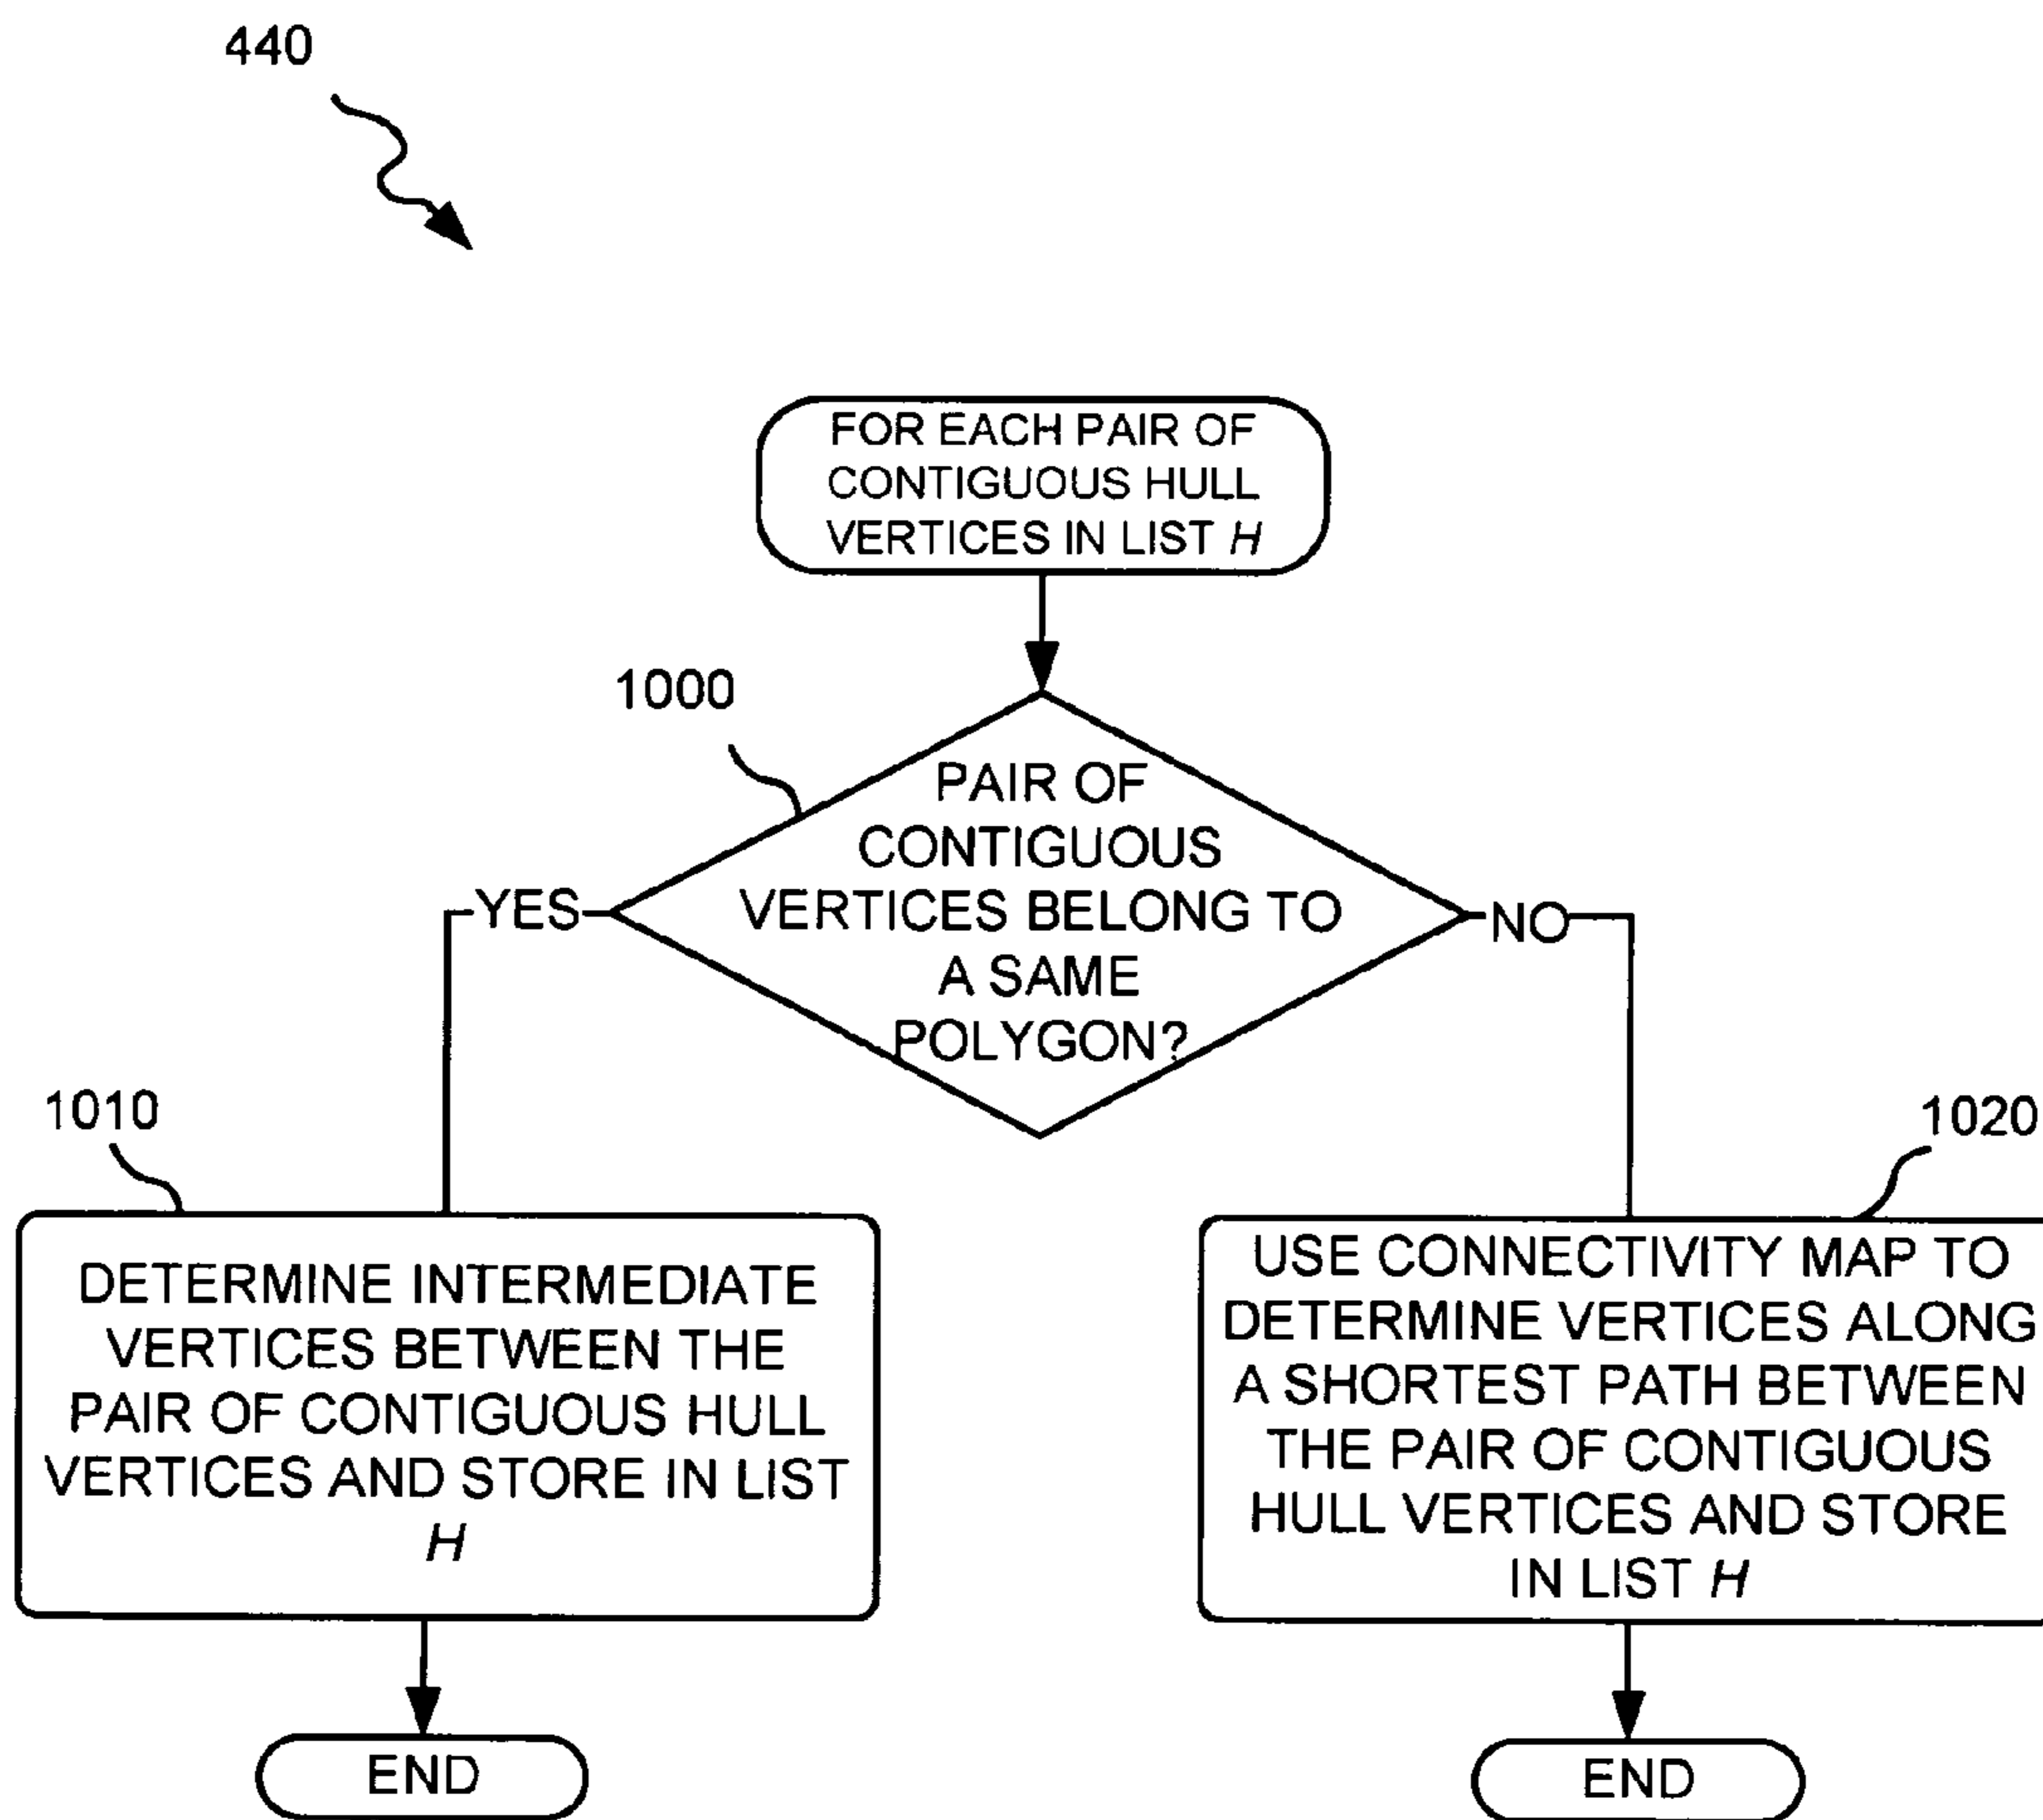 440
FOR EACH PAIR OF
CONTIGUOUS HULL
VERTICES IN LIST H
1000
PAIR OF
CONTIGUOUS
VERTICES BELONG TO
A SAME
POLYGON?
YES
NO
1010
DETERMINE INTERMEDIATE
VERTICES BETWEEN THE
PAIR OF CONTIGUOUS HULL
VERTICES AND STORE IN LIST
H
1020
USE CONNECTIVITY MAP TO
DETERMINE VERTICES ALONG
A SHORTEST PATH BETWEEN
THE PAIR OF CONTIGUOUS
HULL VERTICES AND STORE
IN LIST H
END
END